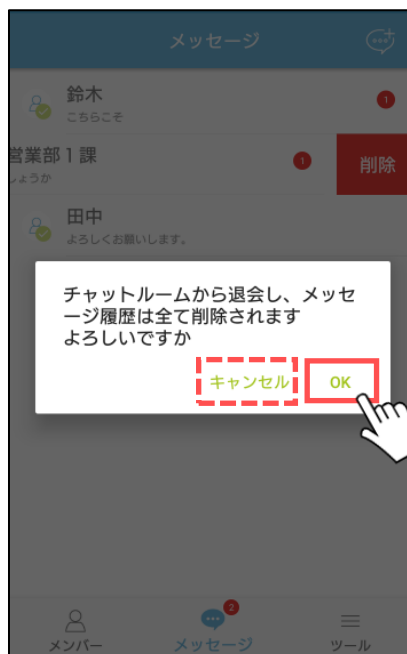 メッセージ
鈴木
1
こちらこそ
営業部1課
1
削除
しょうか
田中
よろしくお願いします。
チャットルームから退会し、メッセ
ージ履歴は全て削除されます
よろしいですか
キャンセル
OK
2
メンバー
メッセージ
ツール